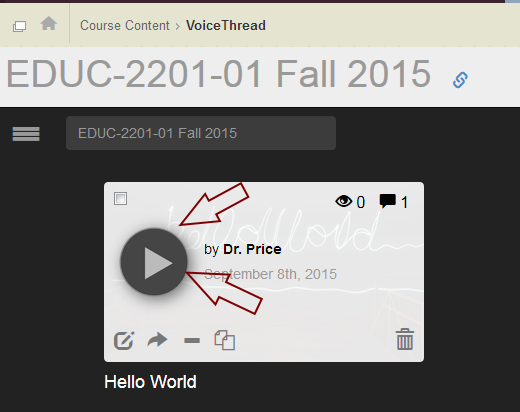 Course Content > VoiceThread
EDUC-2201-01 Fall 2015
EDUC-2201-01 Fall 2015
0 1
Hello World
by Dr. Price
September 8th, 2015
Hello World